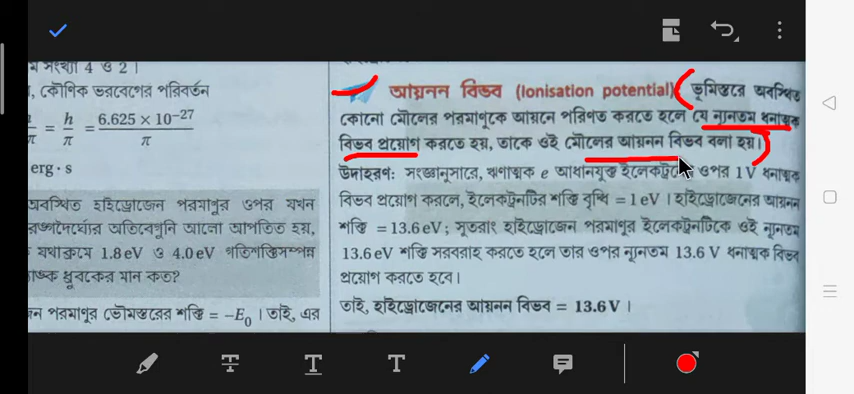 ম সংখ্যা 4 ও 2 ।
, কৌণিক ভরবেগের পরিবর্তন
= h/π = 6.625 × 10⁻²⁷/π
erg · s
অবস্থিত হাইড্রোজেন পরমাণুর ওপর যখন
তরঙ্গদৈর্ঘ্যের অতিবেগুনি আলো আপতিত হয়,
যথাক্রমে 1.8 eV ও 4.0 eV গতিশক্তিসম্পন্ন
ধ্রুবকের মান কত?
পরমাণুর ভৌমস্তরের শক্তি = –E₀ । তাই, এর
আয়নন বিভব (Ionisation potential) ভূমিস্তরে অবস্থিত
কোনো মৌলের পরমাণুকে আয়নে পরিণত করতে হলে যে ন্যূনতম ধনাত্মক
বিভব প্রয়োগ করতে হয়, তাকে ওই মৌলের আয়নন বিভব বলা হয়।
উদাহরণ: সংজ্ঞানুসারে, ঋণাত্মক e আধানযুক্ত ইলেকট্রনের ওপর 1V ধনাত্মক
বিভব প্রয়োগ করলে, ইলেকট্রনটির শক্তি বৃদ্ধি = 1 eV । হাইড্রোজেনের আয়নন
শক্তি = 13.6 eV ; সুতরাং হাইড্রোজেন পরমাণুর ইলেকট্রনটিকে ওই ন্যূনতম
13.6 eV শক্তি সরবরাহ করতে হলে তার ওপর ন্যূনতম 13.6 V ধনাত্মক বিভব
প্রয়োগ করতে হবে।
তাই, হাইড্রোজেনের আয়নন বিভব = 13.6 V ।